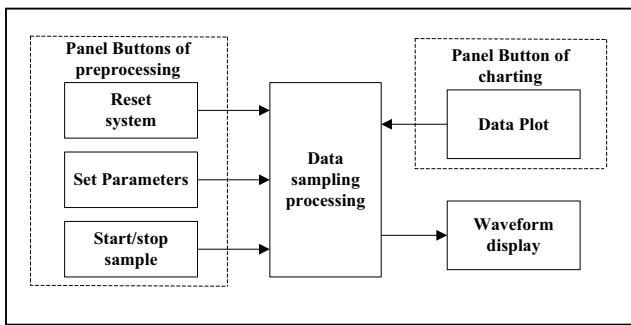 Panel Buttons of
preprocessing
Reset
system
Set Parameters
Start/stop
sample
Data
sampling
processing
Panel Button of
charting
Data Plot
Waveform
display